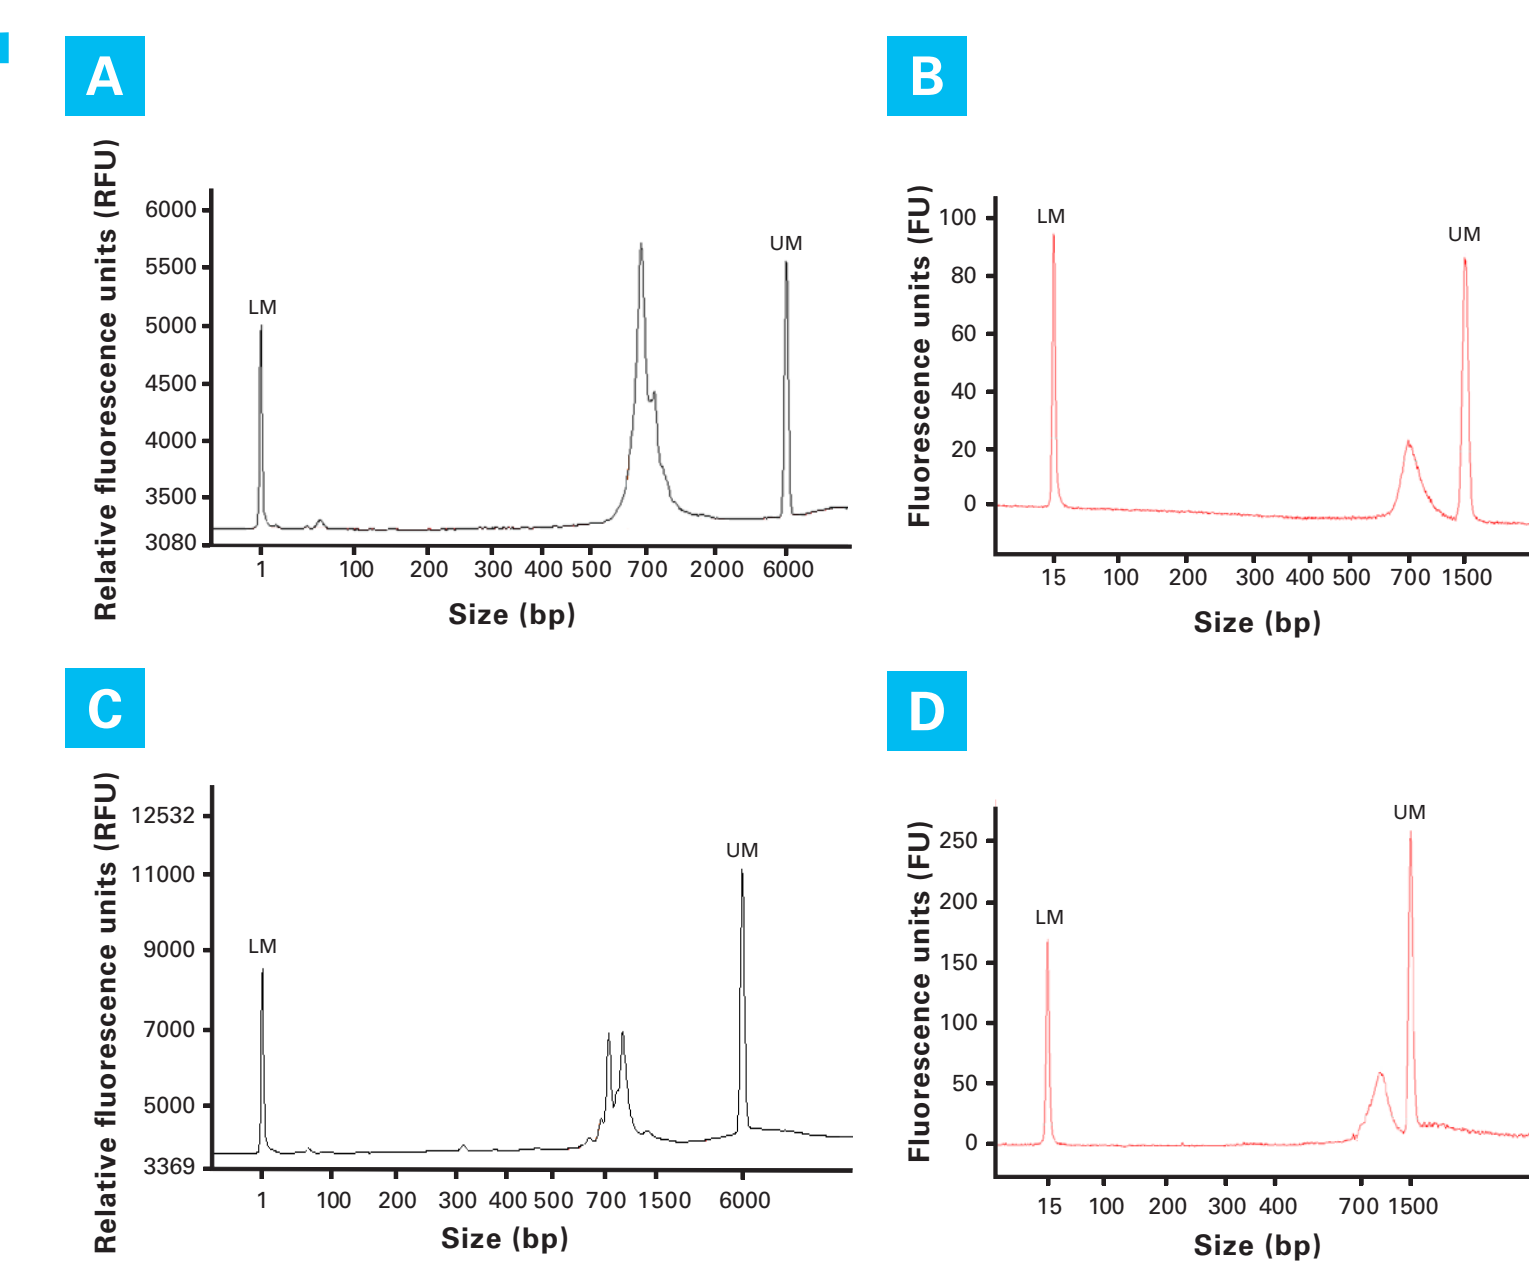 A
Relative fluorescence units (RFU)
6000
5500
5000
4500
4000
3500
3080
LM
UM
1 100 200 300 400 500 700 2000 6000
Size (bp)
B
Fluorescence units (FU)
100
80
60
40
20
0
LM
UM
15 100 200 300 400 500 700 1500
Size (bp)
C
Relative fluorescence units (RFU)
12532
11000
9000
7000
5000
3369
LM
UM
1 100 200 300 400 500 700 1500 6000
Size (bp)
D
Fluorescence units (FU)
250
200
150
100
50
0
LM
UM
15 100 200 300 400 700 1500
Size (bp)